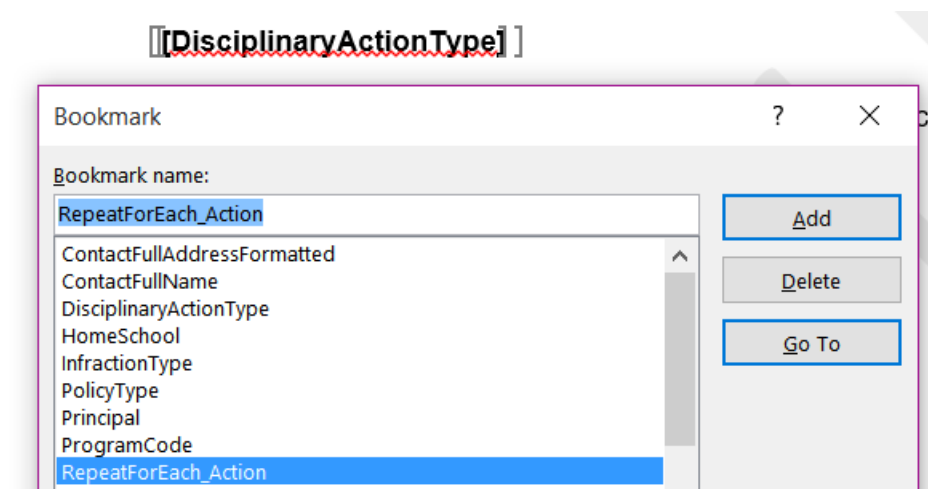 [[[DisciplinaryActionType] ]
Bookmark ?
Bookmark name:
RepeatForEach_Action
Add
ContactFullAddressFormatted
ContactFullName
DisciplinaryActionType
HomeSchool
InfractionType
PolicyType
Principal
ProgramCode
RepeatForEach_Action
Delete
Go To